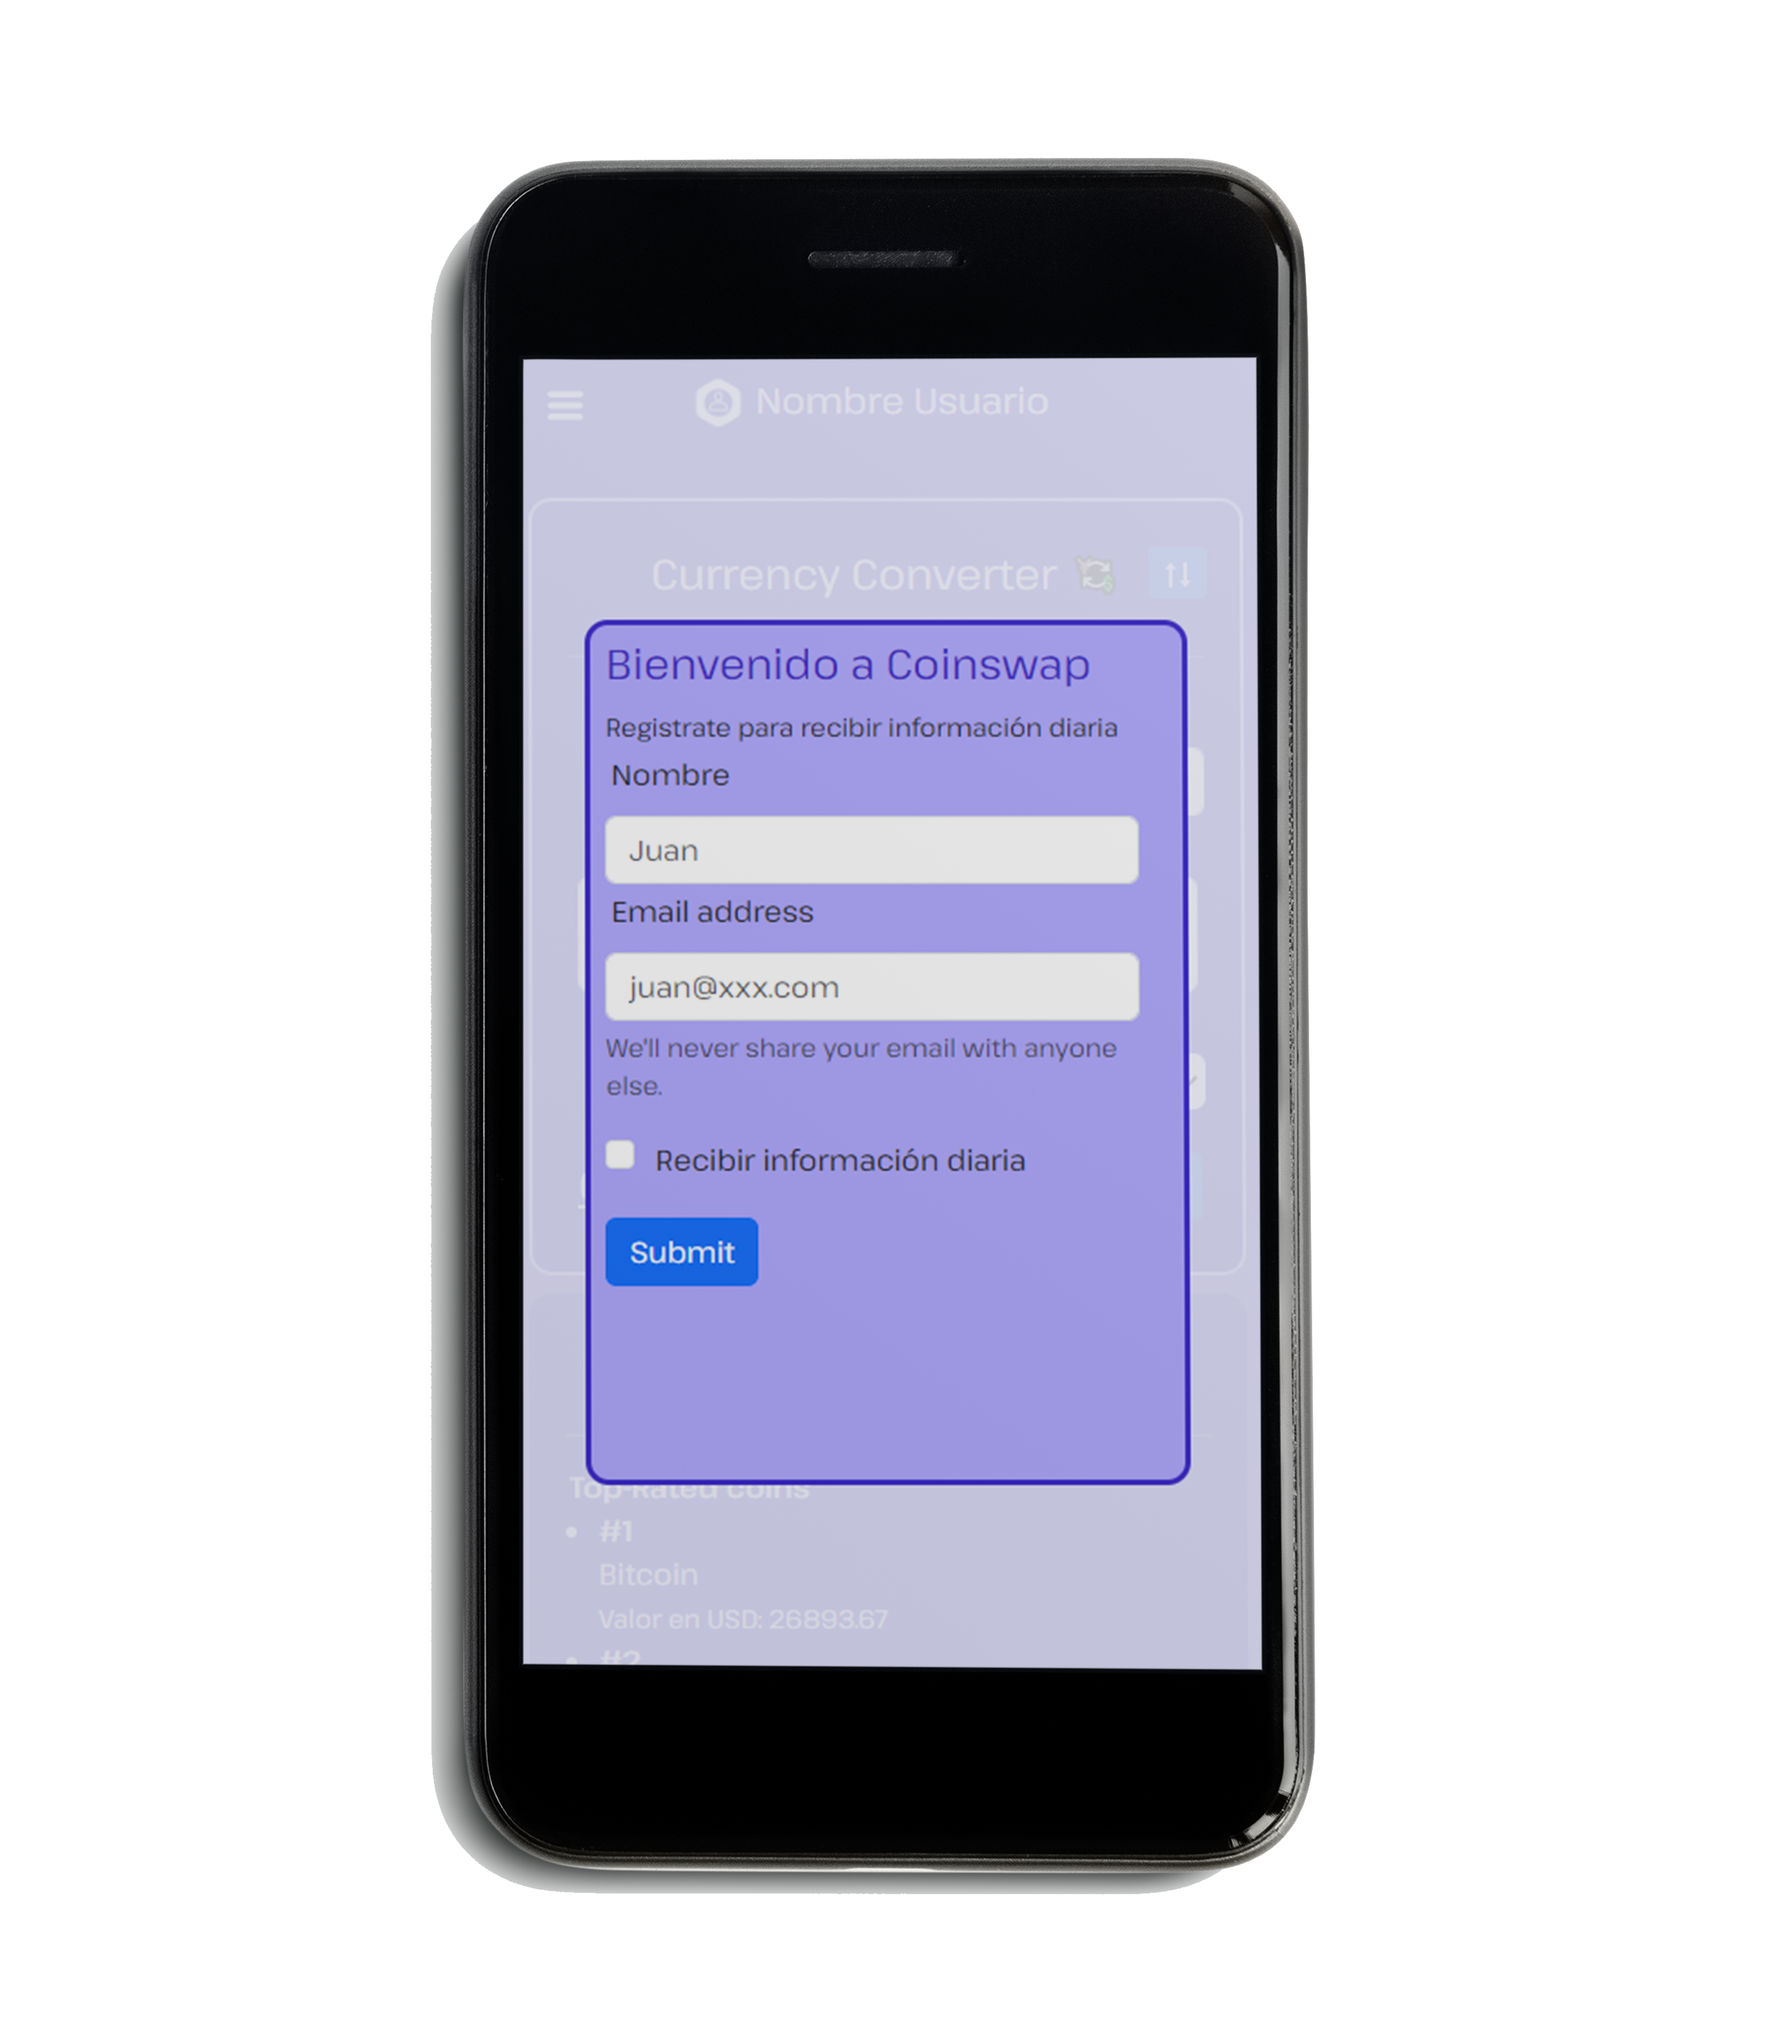 Nombre Usuario
Currency Converter
Bienvenido a Coinswap
Registrate para recibir información diaria
Nombre
Juan
Email address
juan@xxx.com
We'll never share your email with anyone
else.
Recibir información diaria
Submit
Top-Rated coins
#1
Bitcoin
Valor en USD: 26893.67
#2